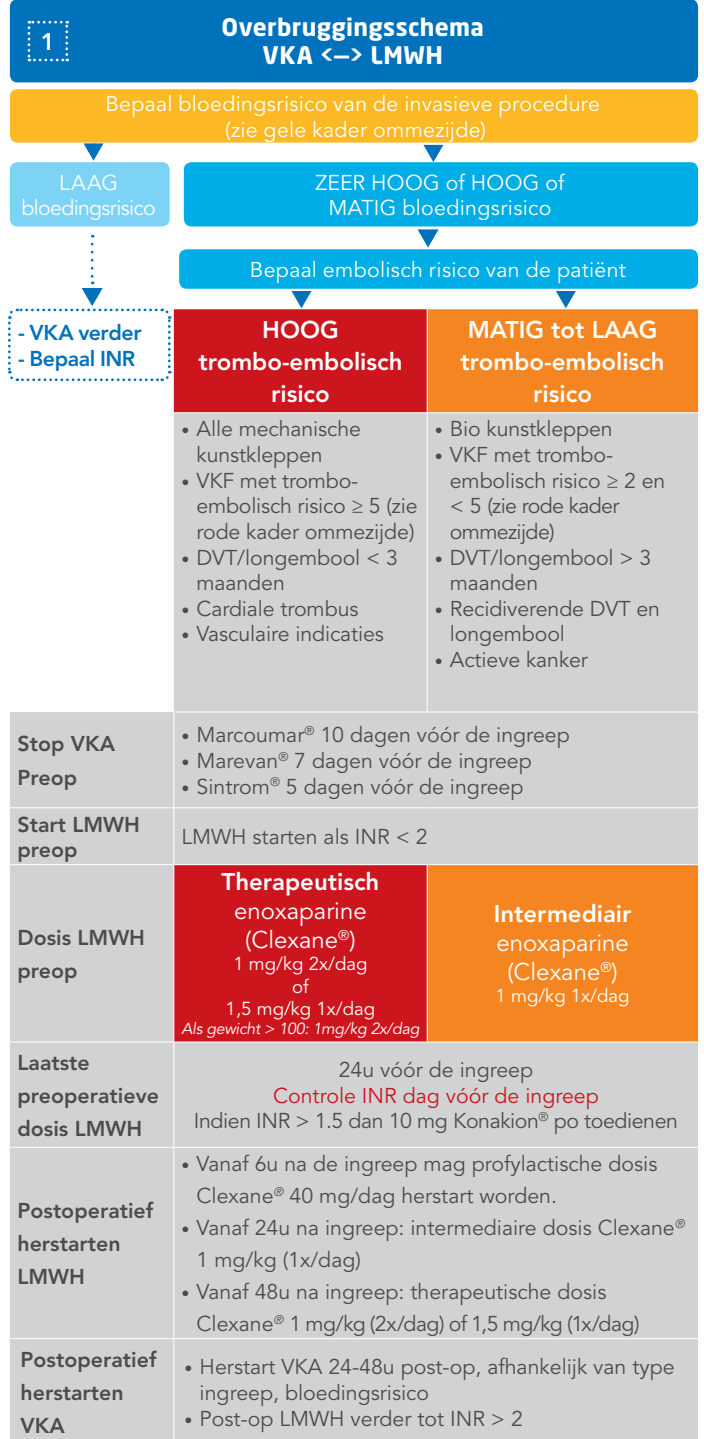 1
Overbruggingsschema
VKA <—> LMWH
Bepaal bloedingsrisico van de invasieve procedure
(zie gele kader ommezijde)
LAAG
bloedingsrisico
ZEER HOOG of HOOG of
MATIG bloedingsrisico
Bepaal embolisch risico van de patiënt
- VKA verder
- Bepaal INR
HOOG
trombo-embolisch
risico
• Alle mechanische
kunstkleppen
• VKF met trombo-
embolisch risico ≥ 5 (zie
rode kader ommezijde)
• DVT/longembool < 3
maanden
• Cardiale trombus
• Vasculaire indicaties
MATIG tot LAAG
trombo-embolisch
risico
• Bio kunstkleppen
• VKF met trombo-
embolisch risico ≥ 2 en
< 5 (zie rode kader
ommezijde)
• DVT/longembool > 3
maanden
• Recidiverende DVT en
longembool
• Actieve kanker
Stop VKA
Preop
• Marcoumar® 10 dagen vóór de ingreep
• Marevan® 7 dagen vóór de ingreep
• Sintrom® 5 dagen vóór de ingreep
Start LMWH
preop
LMWH starten als INR < 2
Dosis LMWH
preop
Therapeutisch
enoxaparine
(Clexane®)
1 mg/kg 2x/dag
of
1,5 mg/kg 1x/dag
Als gewicht > 100: 1mg/kg 2x/dag
Intermediair
enoxaparine
(Clexane®)
1 mg/kg 1x/dag
Laatste
preoperatieve
dosis LMWH
24u vóór de ingreep
Controle INR dag vóór de ingreep
Indien INR > 1.5 dan 10 mg Konakion® po toedienen
Postoperatief
herstarten
LMWH
• Vanaf 6u na de ingreep mag profylactische dosis
Clexane® 40 mg/dag herstart worden.
• Vanaf 24u na ingreep: intermediaire dosis Clexane®
1 mg/kg (1x/dag)
• Vanaf 48u na ingreep: therapeutische dosis
Clexane® 1 mg/kg (2x/dag) of 1,5 mg/kg (1x/dag)
Postoperatief
herstarten
VKA
• Herstart VKA 24-48u post-op, afhankelijk van type
ingreep, bloedingsrisico
• Post-op LMWH verder tot INR > 2